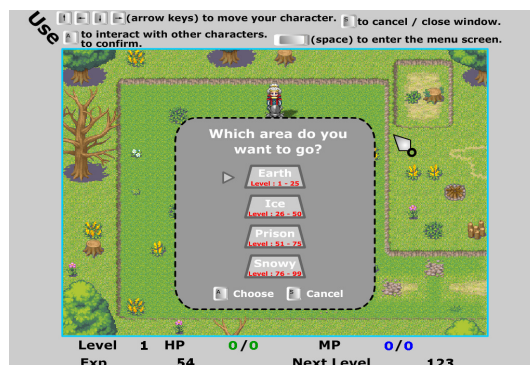 Use
(arrow keys) to move your character. S to cancel / close window.
A to interact with other characters.
to confirm. (space) to enter the menu screen.
Which area do you
want to go?
Earth
Level : 1 - 25
Ice
Level : 26 - 50
Prison
Level : 51 - 75
Snowy
Level : 76 - 99
A Choose S Cancel
Level 1 HP 0/0 MP 0/0
Exp 54 Next Level 123